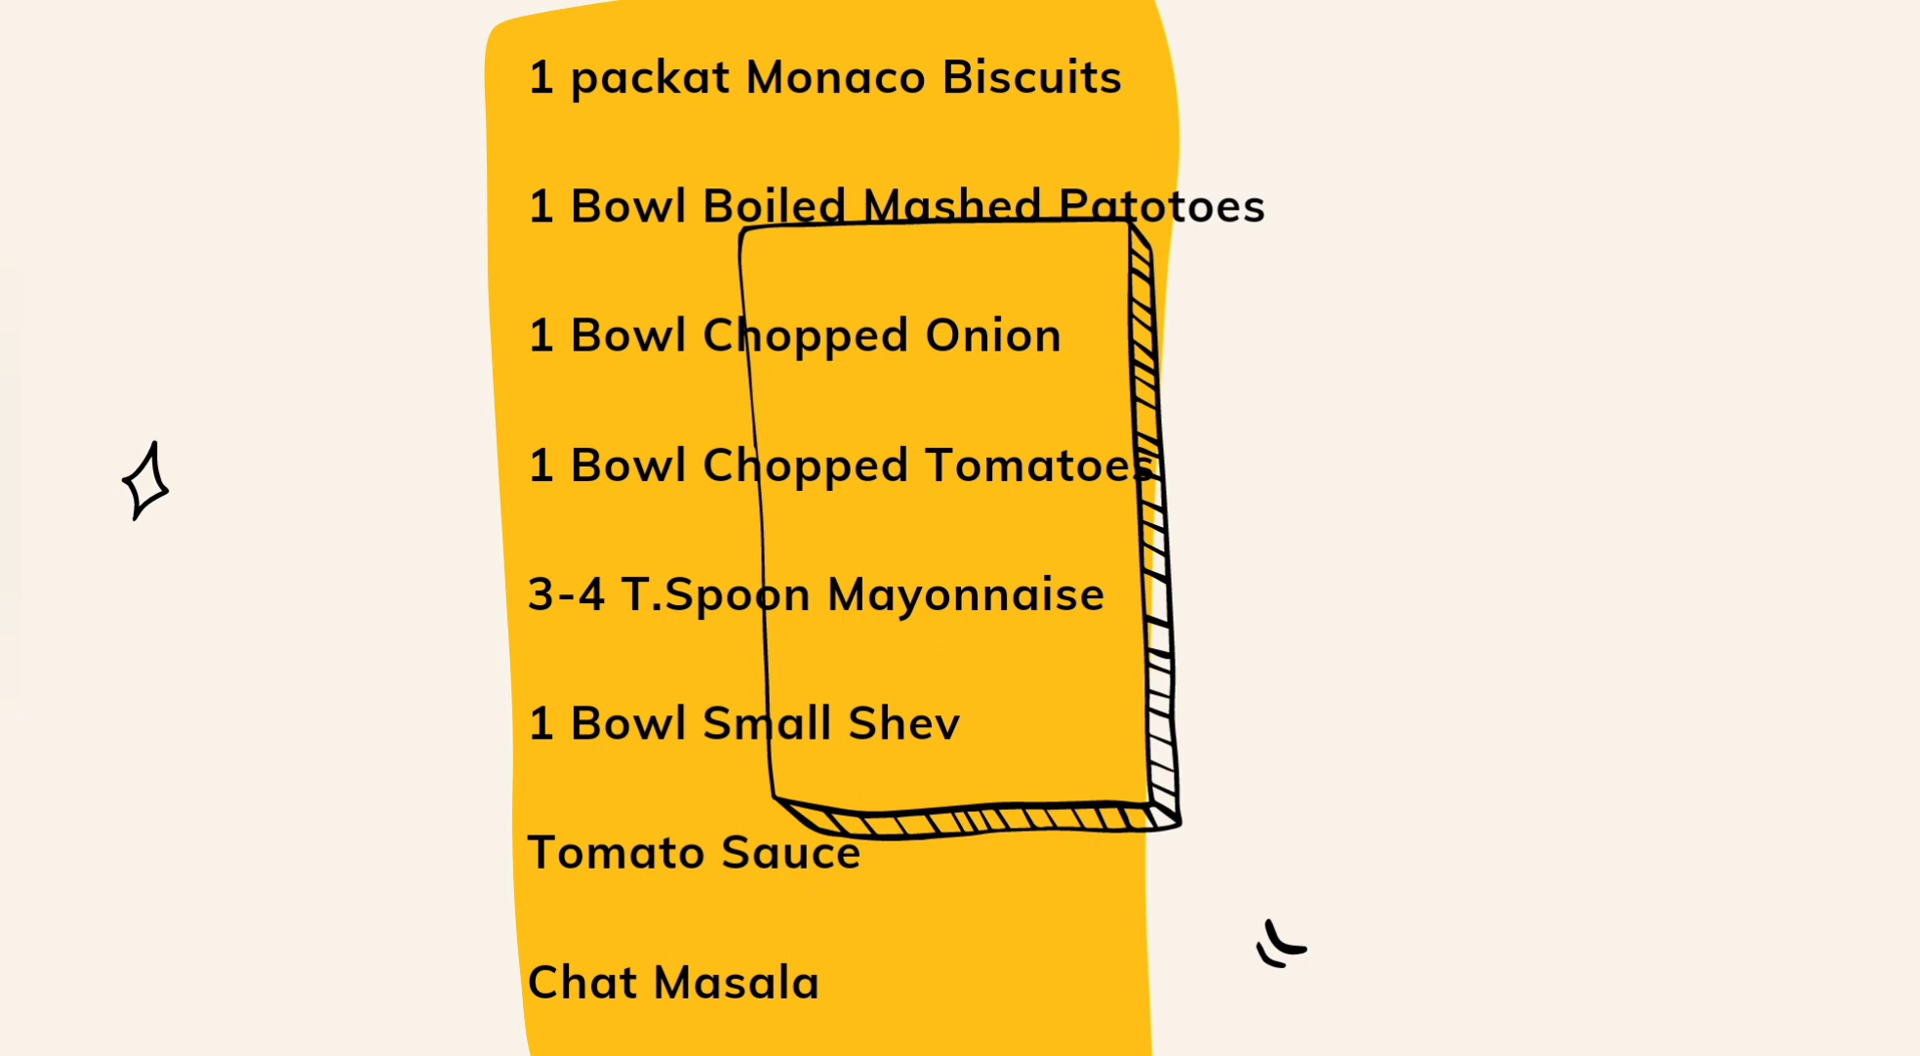 1 packat Monaco Biscuits
1 Bowl Boiled Mashed Patotoes
1 Bowl Chopped Onion
1 Bowl Chopped Tomatoes
3-4 T.Spoon Mayonnaise
1 Bowl Small Shev
Tomato Sauce
Chat Masala